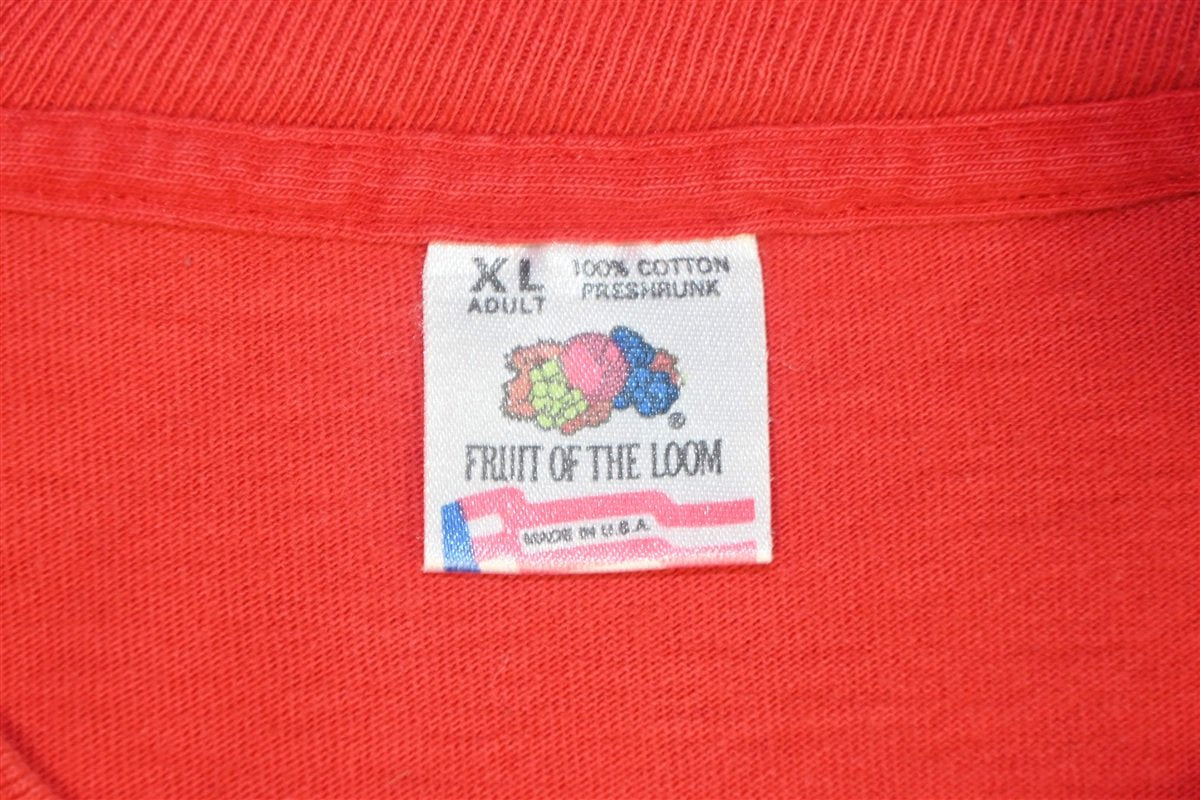 XL 100% COTTON
ADULT PRESHRUNK
®
FRUIT OF THE LOOM
MADE IN U.S.A.